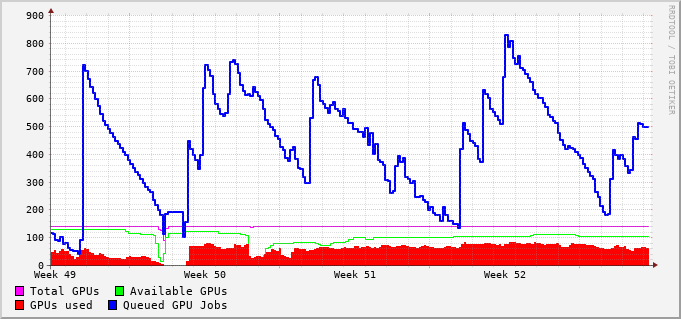 900
800
700
600
500
400
300
200
100
0
Week 49 Week 50 Week 51 Week 52
RRDTOOL / TOBI OETIKER
Total GPUs Available GPUs
GPUs used Queued GPU Jobs